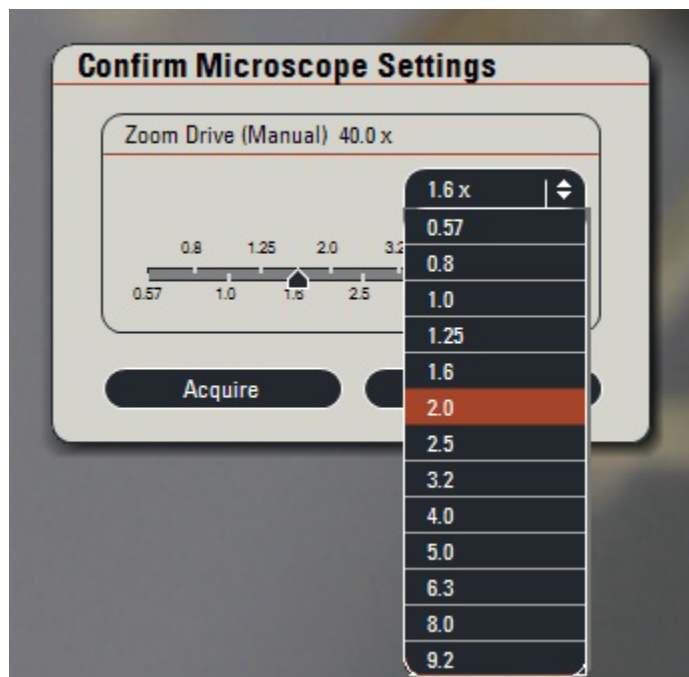 Confirm Microscope Settings
Zoom Drive (Manual) 40.0 x
1.6 x
0.8 1.25 2.0 3.2
0.57 1.0 1.6 2.5
0.57
0.8
1.0
1.25
1.6
2.0
2.5
3.2
4.0
5.0
6.3
8.0
9.2
Acquire